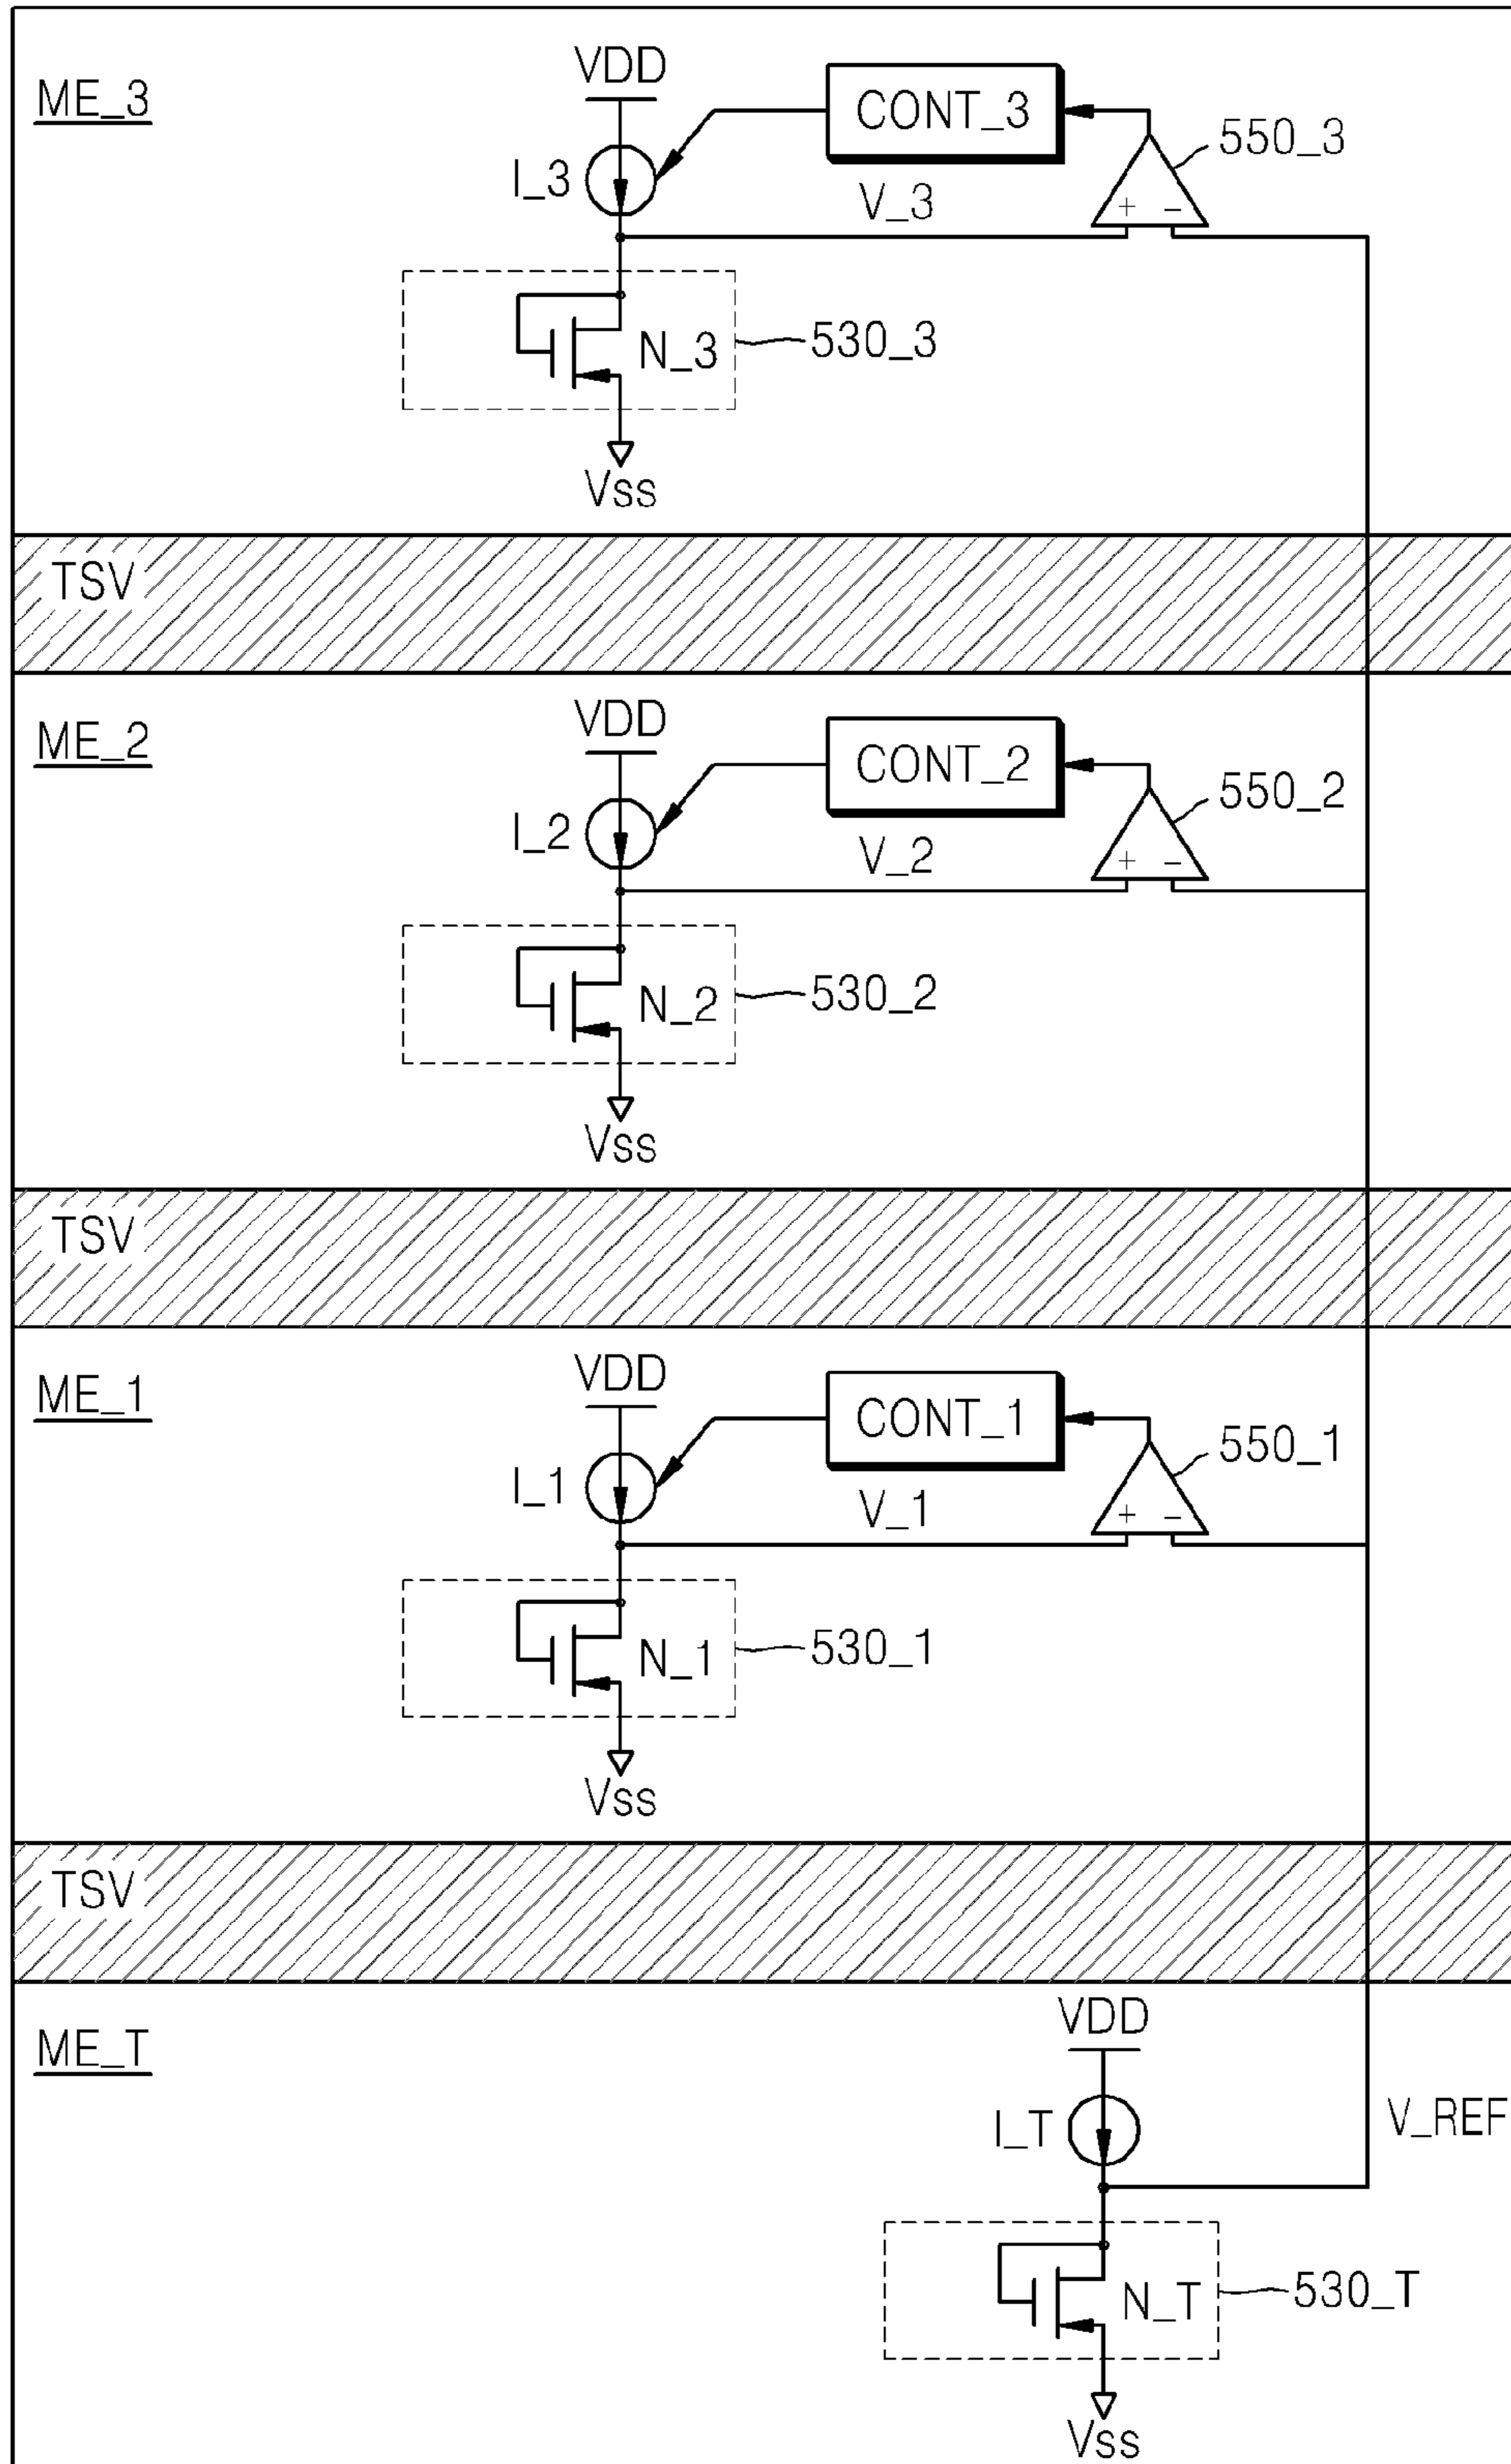 ME_3
VDD
CONT_3
550_3
I_3
V_3
+ −
N_3
530_3
Vss
TSV
ME_2
VDD
CONT_2
550_2
I_2
V_2
+ −
N_2
530_2
Vss
TSV
ME_1
VDD
CONT_1
550_1
I_1
V_1
+ −
N_1
530_1
Vss
TSV
ME_T
VDD
I_T
V_REF
N_T
530_T
Vss